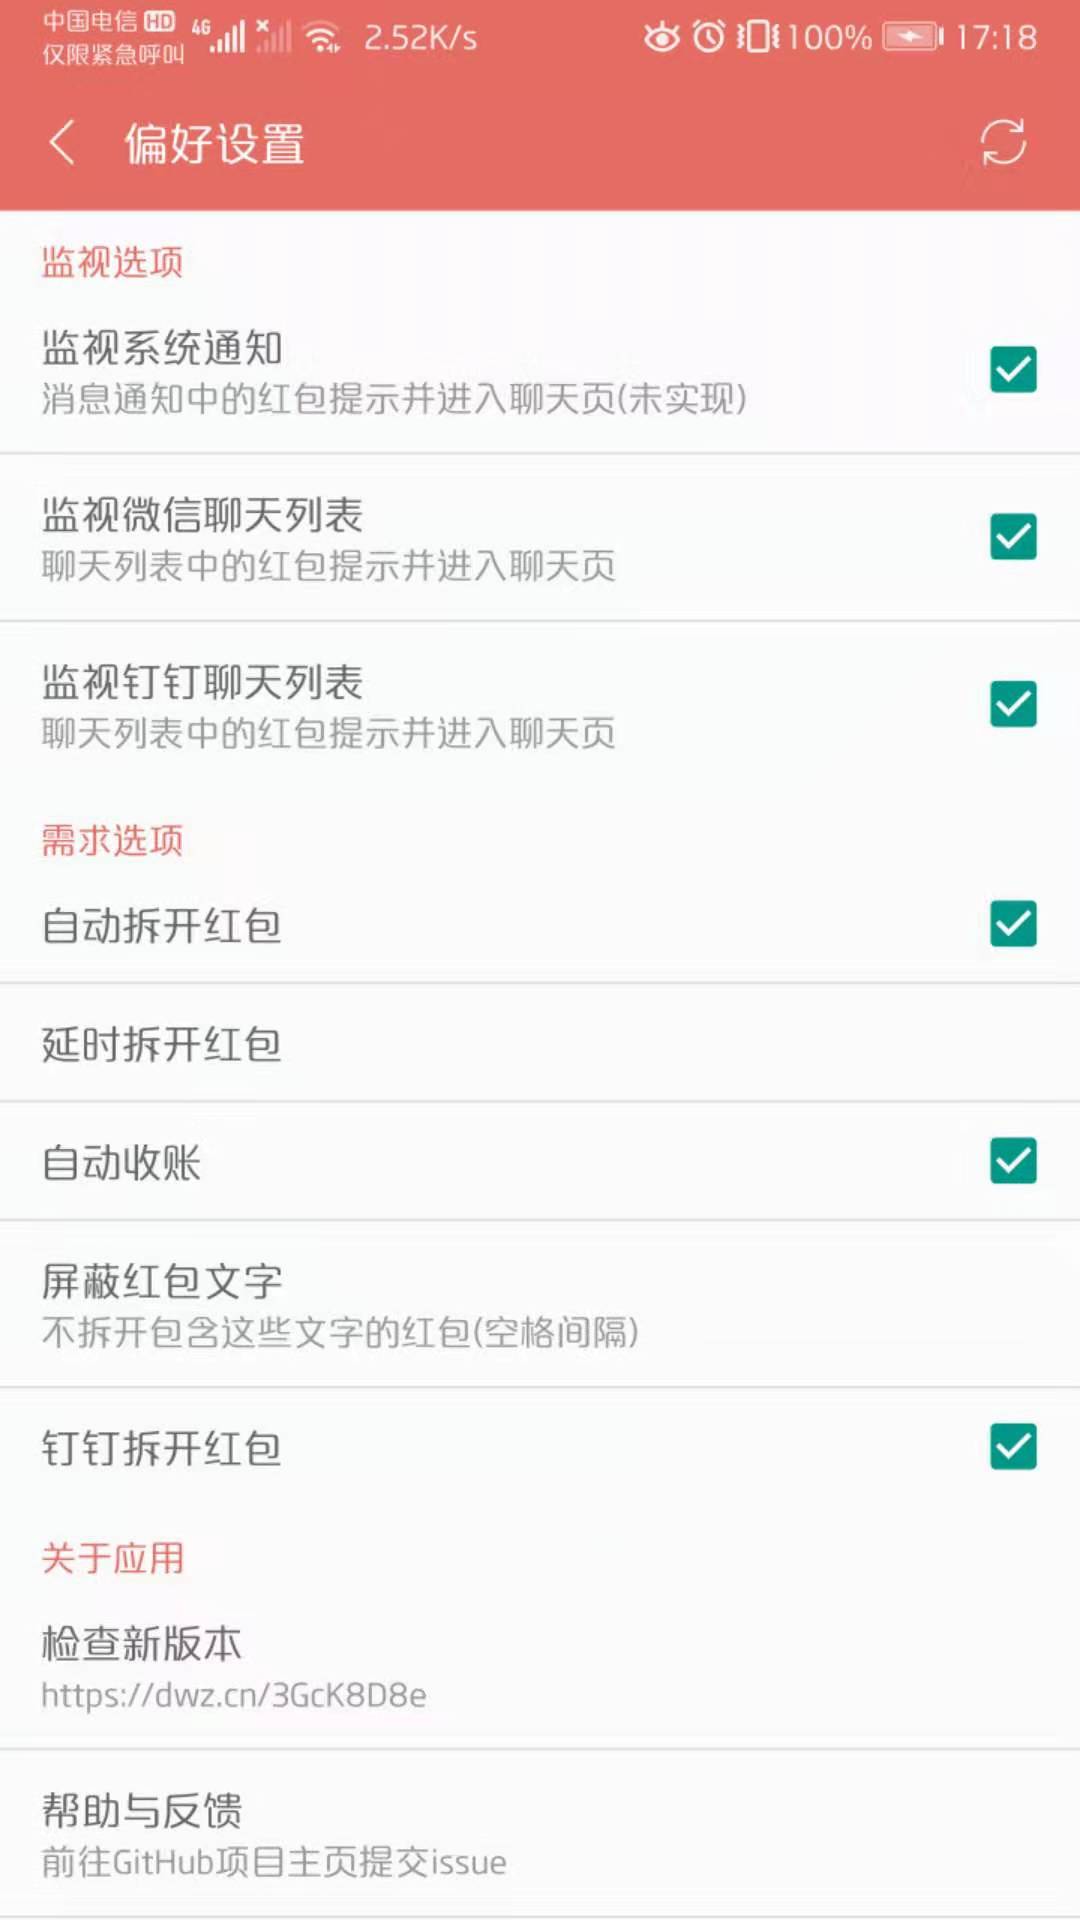 中国电信 HD 4G 2.52K/s 100% 17:18
仅限紧急呼叫
偏好设置
监视选项
监视系统通知
消息通知中的红包提示并进入聊天页(未实现)
监视微信聊天列表
聊天列表中的红包提示并进入聊天页
监视钉钉聊天列表
聊天列表中的红包提示并进入聊天页
需求选项
自动拆开红包
延时拆开红包
自动收账
屏蔽红包文字
不拆开包含这些文字的红包(空格间隔)
钉钉拆开红包
关于应用
检查新版本
https://dwz.cn/3GcK8D8e
帮助与反馈
前往GitHub项目主页提交issue